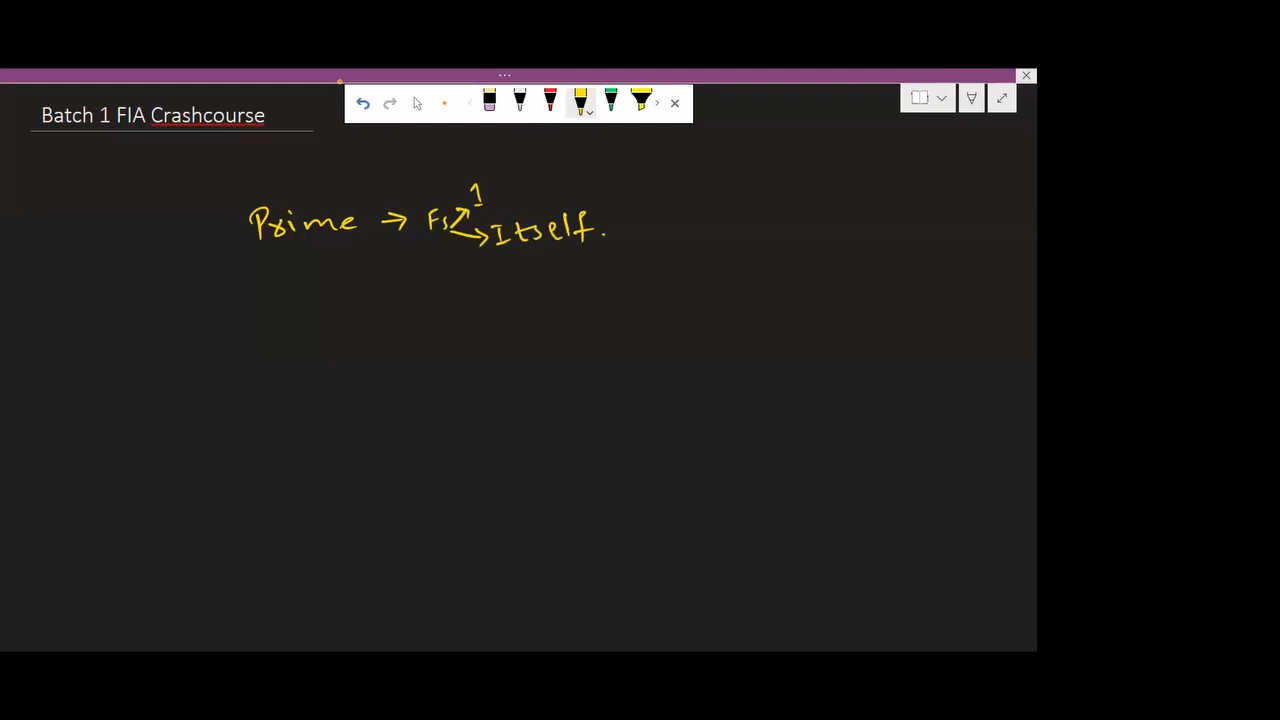 Batch 1 FIA Crashcourse
1
Prime → Fs → Itself.